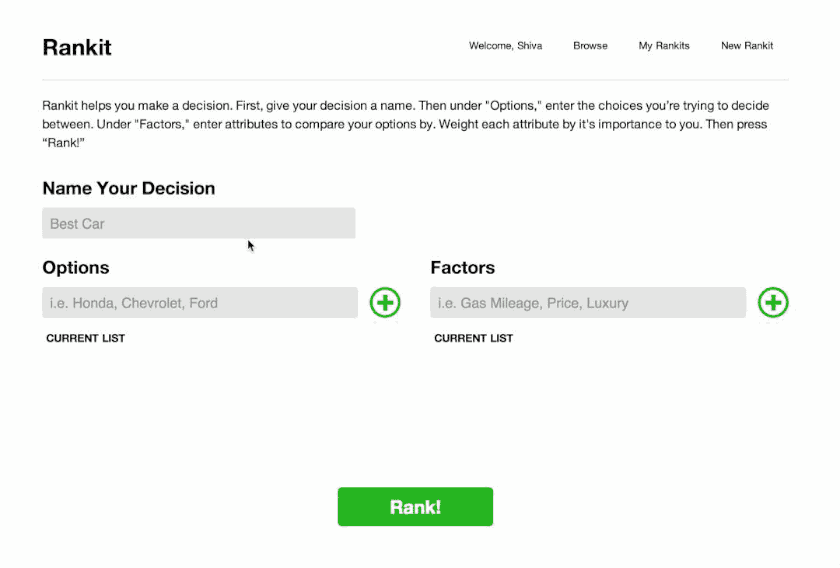 Rankit
Welcome, Shiva
Browse
My Rankits
New Rankit
Rankit helps you make a decision. First, give your decision a name. Then under "Options," enter the choices you're trying to decide
between. Under "Factors," enter attributes to compare your options by. Weight each attribute by it's importance to you. Then press
“Rank!”
Name Your Decision
Best Car
Options
i.e. Honda, Chevrolet, Ford
CURRENT LIST
Factors
i.e. Gas Mileage, Price, Luxury
CURRENT LIST
Rank!